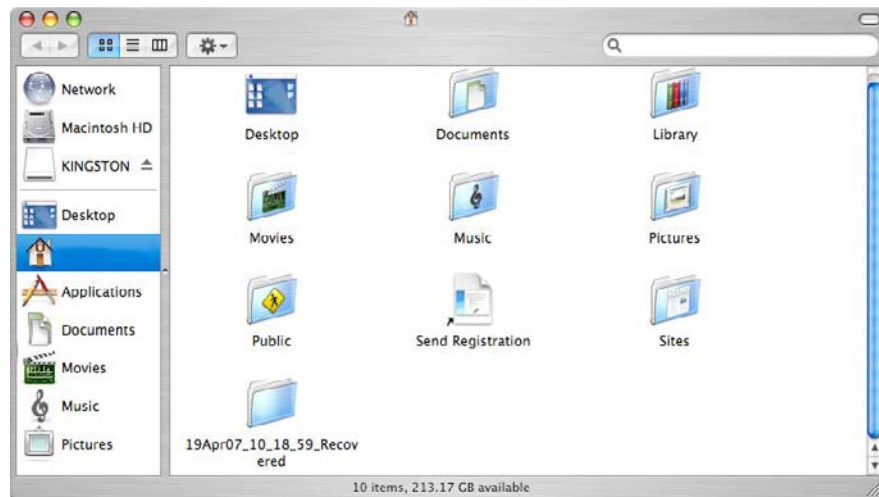 Network
Macintosh HD
KINGSTON
Desktop
Applications
Documents
Movies
Music
Pictures
Desktop
Documents
Library
Movies
Music
Pictures
Public
Send Registration
Sites
19Apr07_10_18_59_Recov
ered
10 items, 213.17 GB available